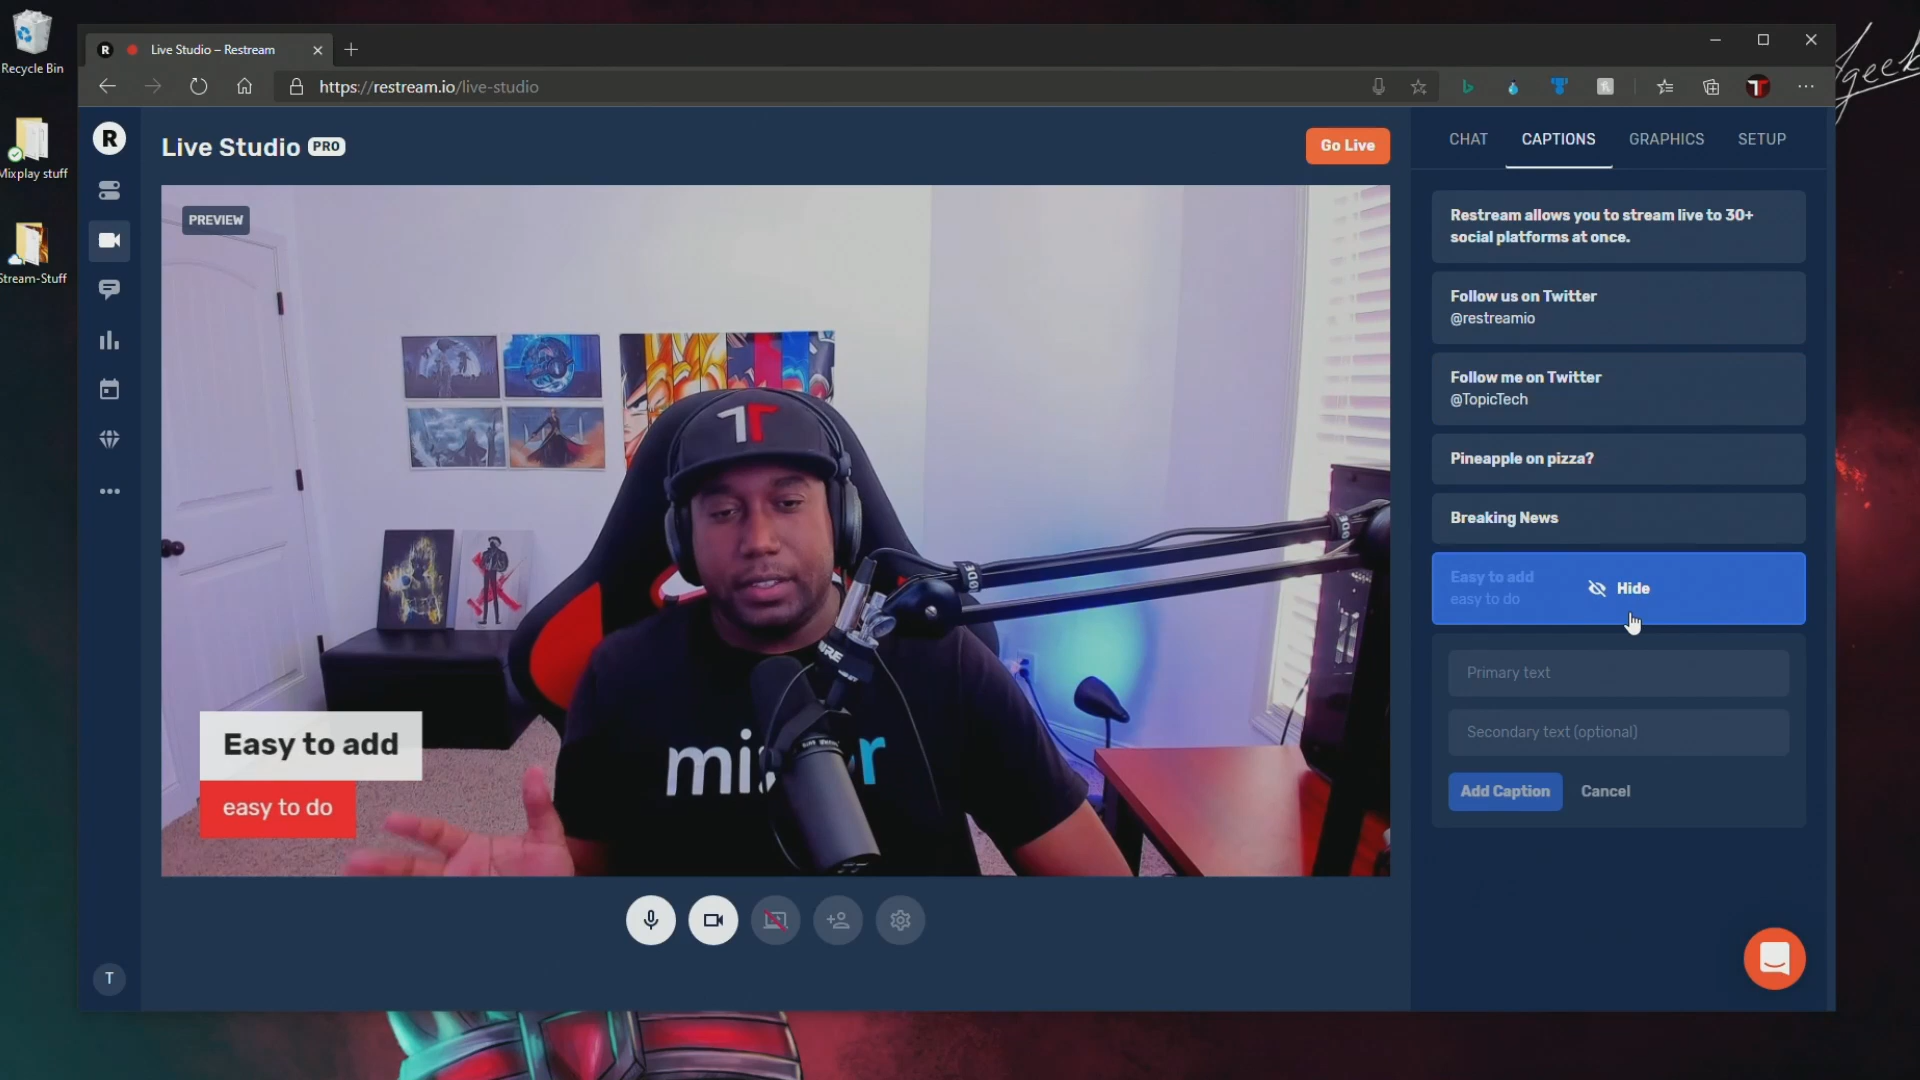 Recycle Bin
Mixplay stuff
Stream-Stuff
R
Live Studio – Restream
https://restream.io/live-studio
R
Live Studio PRO
Go Live
PREVIEW
Easy to add
easy to do
T
CHAT
CAPTIONS
GRAPHICS
SETUP
Restream allows you to stream live to 30+
social platforms at once.
Follow us on Twitter
@restreamio
Follow me on Twitter
@TopicTech
Pineapple on pizza?
Breaking News
Easy to add
easy to do
Hide
Primary text
Secondary text (optional)
Add Caption
Cancel